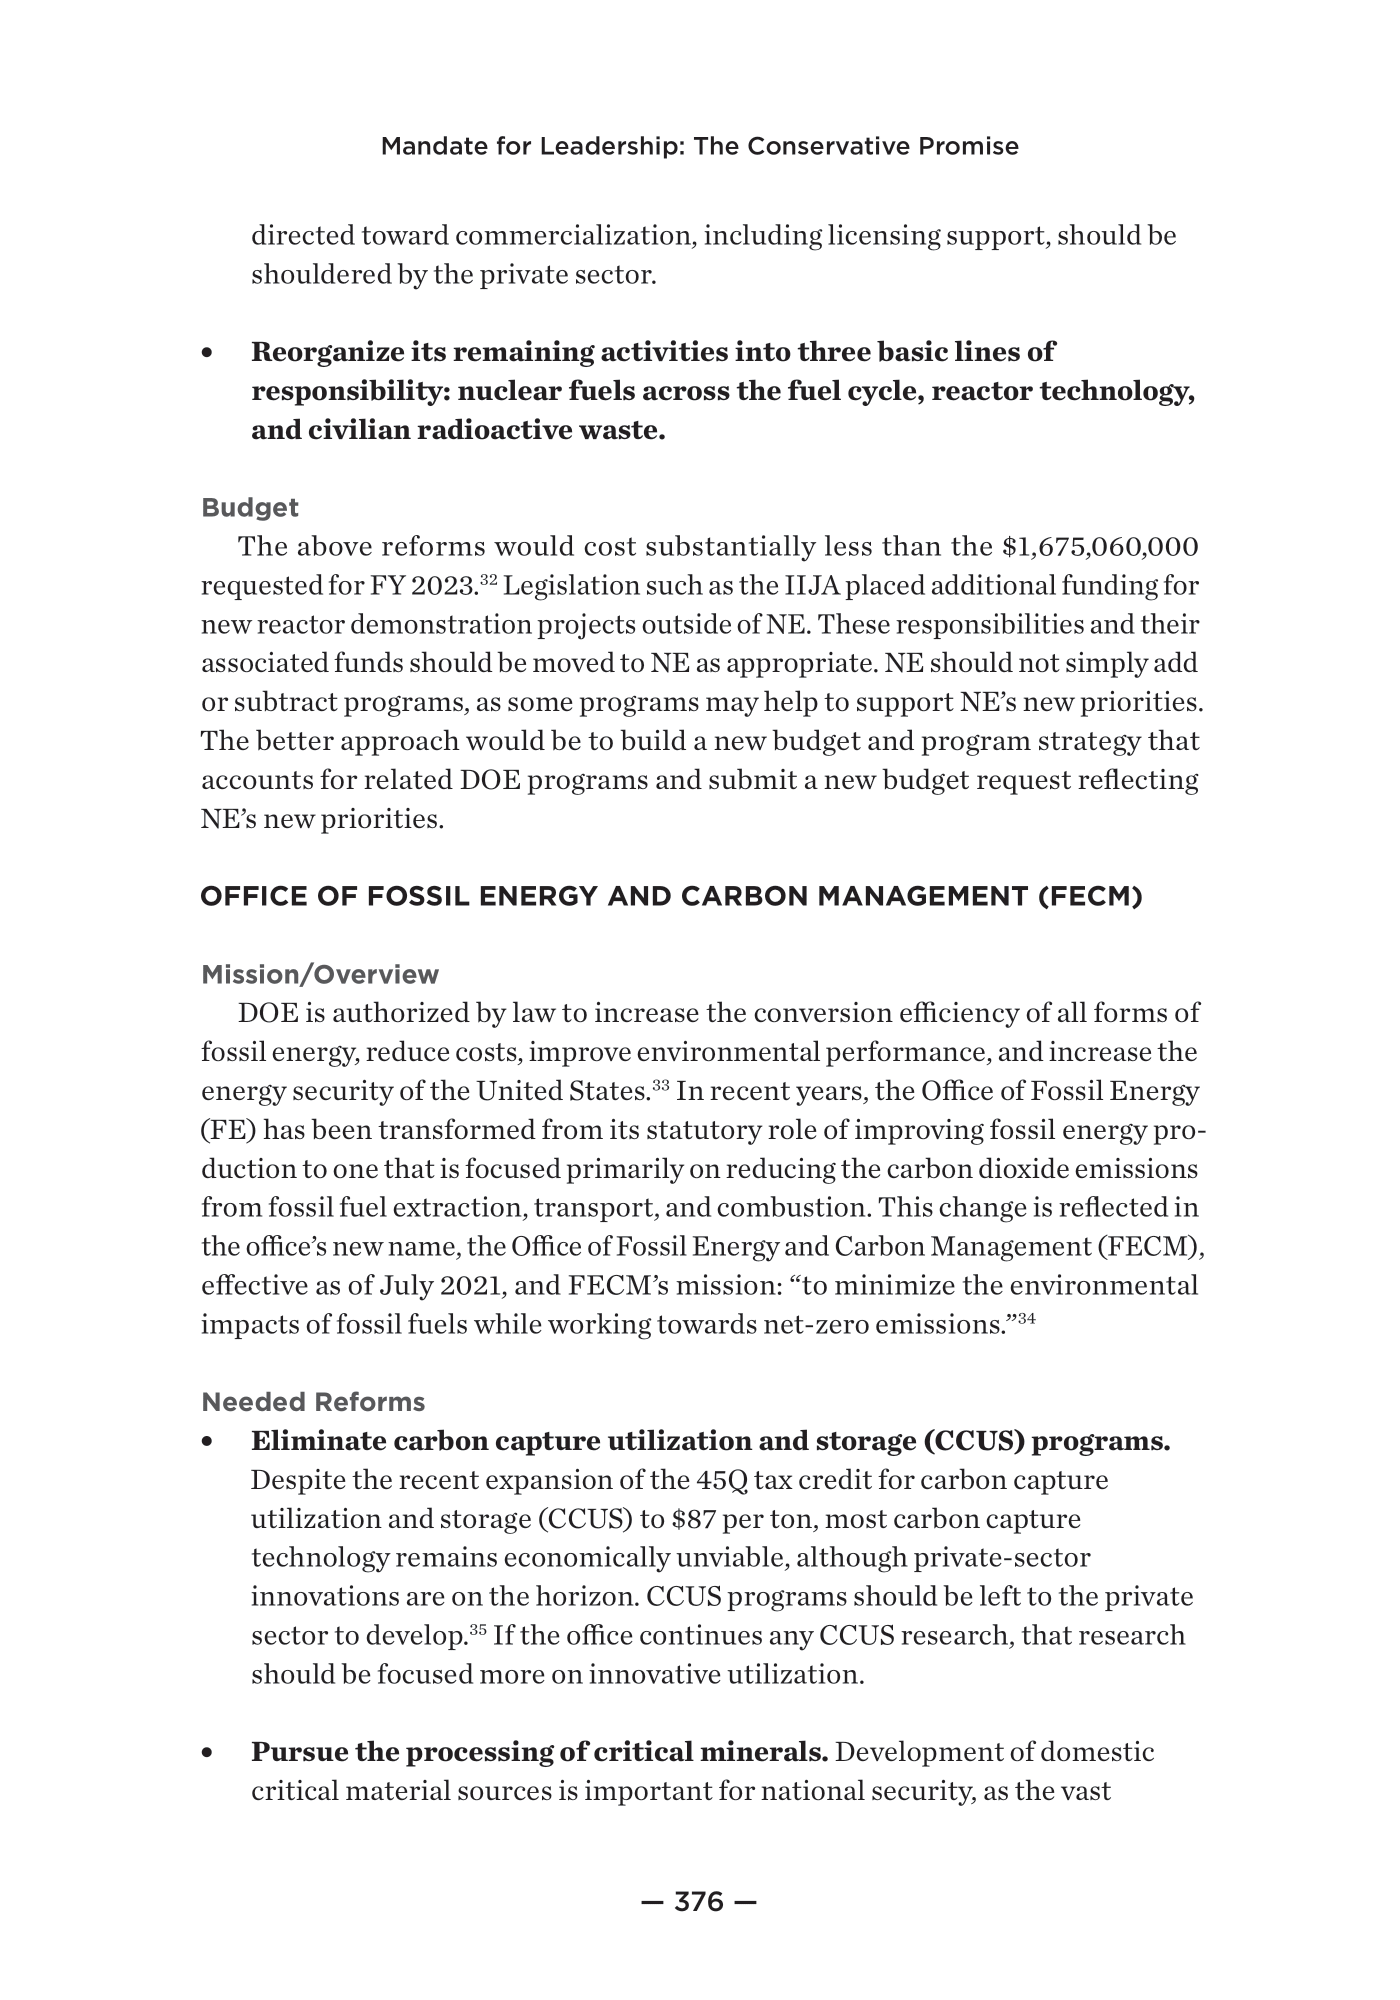 Mandate for Leadership: The Conservative Promise
directed toward commercialization, including licensing support, should be
shouldered by the private sector.
• Reorganize its remaining activities into three basic lines of
responsibility: nuclear fuels across the fuel cycle, reactor technology,
and civilian radioactive waste.
Budget
The above reforms would cost substantially less than the $1,675,060,000
requested for FY 2023.32 Legislation such as the IIJA placed additional funding for
new reactor demonstration projects outside of NE. These responsibilities and their
associated funds should be moved to NE as appropriate. NE should not simply add
or subtract programs, as some programs may help to support NE’s new priorities.
The better approach would be to build a new budget and program strategy that
accounts for related DOE programs and submit a new budget request reflecting
NE’s new priorities.
OFFICE OF FOSSIL ENERGY AND CARBON MANAGEMENT (FECM)
Mission/Overview
DOE is authorized by law to increase the conversion efficiency of all forms of
fossil energy, reduce costs, improve environmental performance, and increase the
energy security of the United States.33 In recent years, the Office of Fossil Energy
(FE) has been transformed from its statutory role of improving fossil energy pro-
duction to one that is focused primarily on reducing the carbon dioxide emissions
from fossil fuel extraction, transport, and combustion. This change is reflected in
the office’s new name, the Office of Fossil Energy and Carbon Management (FECM),
effective as of July 2021, and FECM’s mission: “to minimize the environmental
impacts of fossil fuels while working towards net-zero emissions.”34
Needed Reforms
• Eliminate carbon capture utilization and storage (CCUS) programs.
Despite the recent expansion of the 45Q tax credit for carbon capture
utilization and storage (CCUS) to $87 per ton, most carbon capture
technology remains economically unviable, although private-sector
innovations are on the horizon. CCUS programs should be left to the private
sector to develop.35 If the office continues any CCUS research, that research
should be focused more on innovative utilization.
• Pursue the processing of critical minerals. Development of domestic
critical material sources is important for national security, as the vast
— 376 —